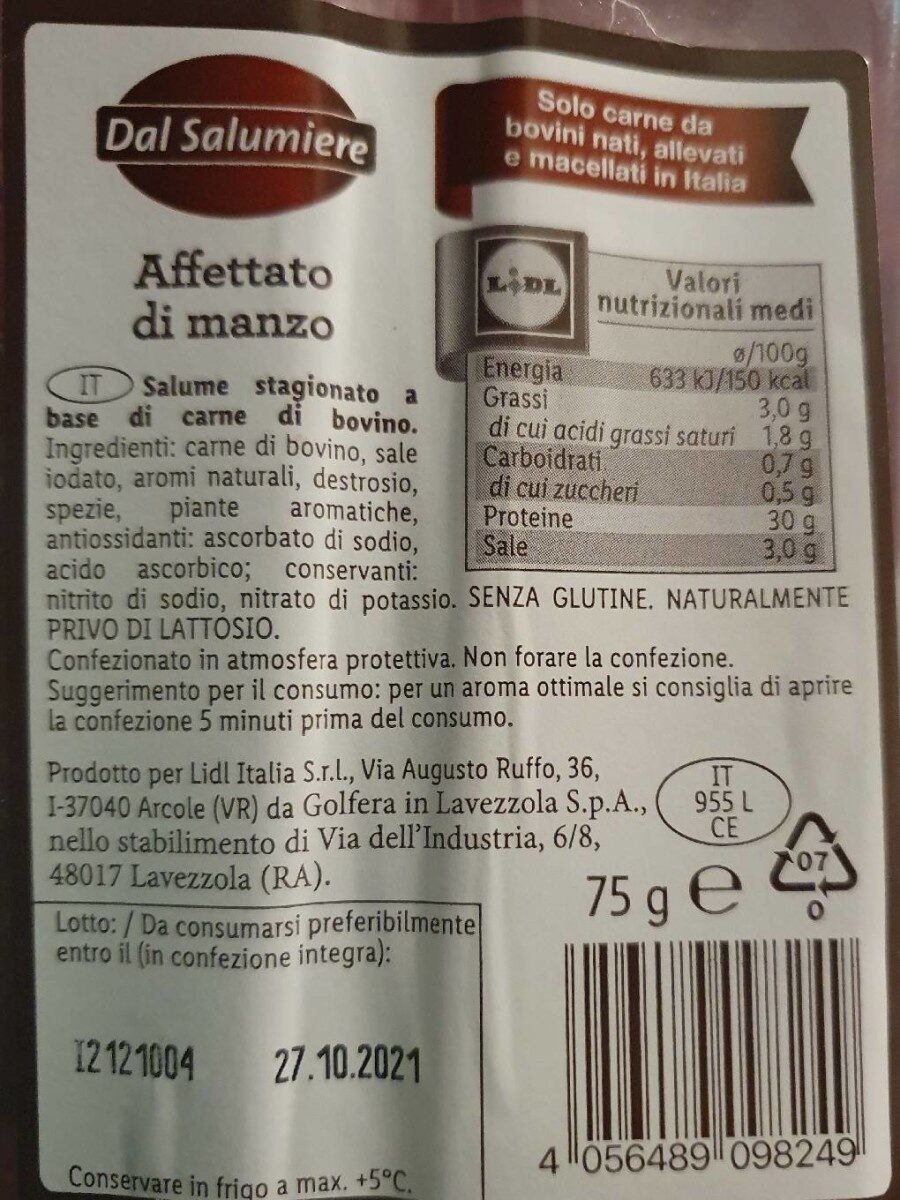 Dal Salumiere
Solo carne da
bovini nati, allevati
e macellati in Italia
Affettato
di manzo
LIDL
Valori
nutrizionali medi
ø/100g
Energia 633 kJ/150 kcal
Grassi 3,0 g
di cui acidi grassi saturi 1,8 g
Carboidrati 0,7 g
di cui zuccheri 0,5 g
Proteine 30 g
Sale 3,0 g
IT Salume stagionato a
base di carne di bovino.
Ingredienti: carne di bovino, sale
iodato, aromi naturali, destrosio,
spezie, piante aromatiche,
antiossidanti: ascorbato di sodio,
acido ascorbico; conservanti:
nitrito di sodio, nitrato di potassio. SENZA GLUTINE. NATURALMENTE
PRIVO DI LATTOSIO.
Confezionato in atmosfera protettiva. Non forare la confezione.
Suggerimento per il consumo: per un aroma ottimale si consiglia di aprire
la confezione 5 minuti prima del consumo.
Prodotto per Lidl Italia S.r.l., Via Augusto Ruffo, 36,
I-37040 Arcole (VR) da Golfera in Lavezzola S.p.A.,
nello stabilimento di Via dell'Industria, 6/8,
48017 Lavezzola (RA).
IT
955 L
CE
07
O
75 g e
Lotto: / Da consumarsi preferibilmente
entro il (in confezione integra):
I2121004 27.10.2021
Conservare in frigo a max. +5°C.
4 056489 098249